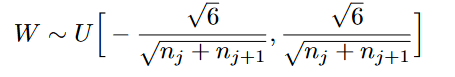 W ∼ U[ − √6 / √(n_j + n_{j+1}), √6 / √(n_j + n_{j+1}) ]